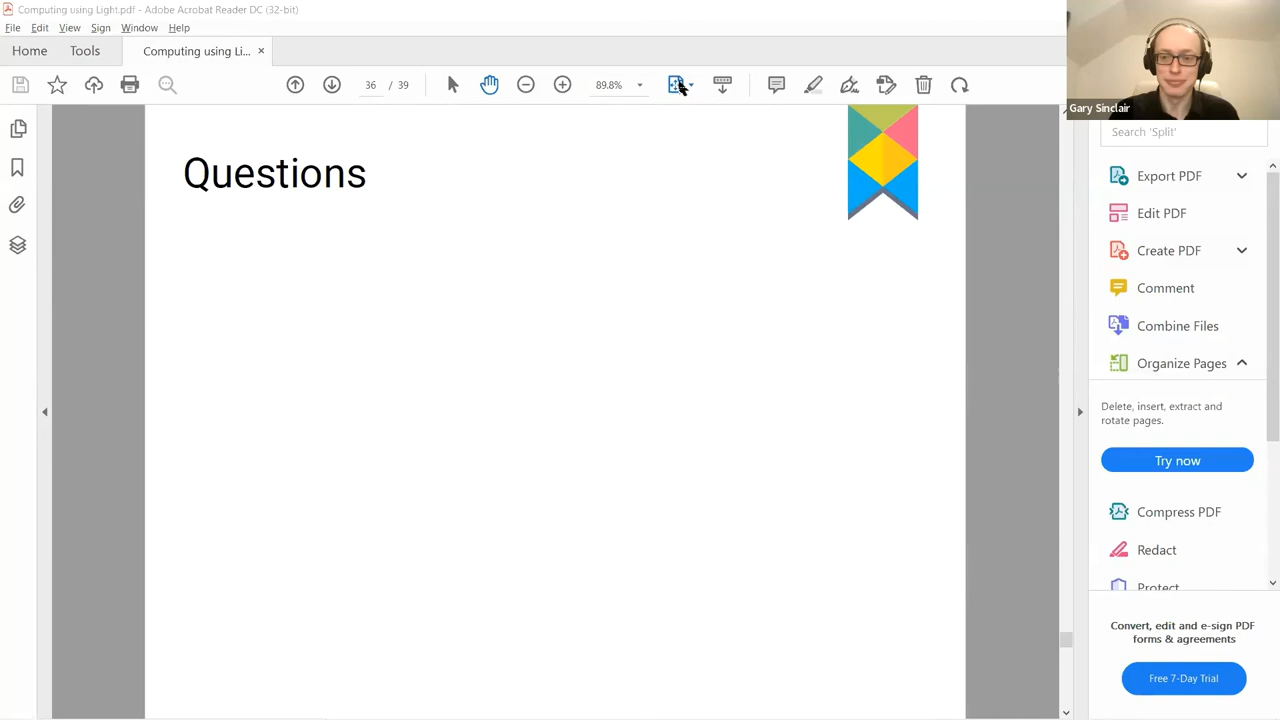 Computing using Light.pdf - Adobe Acrobat Reader DC (32-bit)
File Edit View Sign Window Help
Home Tools Computing using Li... ×
36 / 39 89.8%
Gary Sinclair
Search 'Split'
Questions
Export PDF
Edit PDF
Create PDF
Comment
Combine Files
Organize Pages
Delete, insert, extract and
rotate pages.
Try now
Compress PDF
Redact
Protect
Convert, edit and e-sign PDF
forms & agreements
Free 7-Day Trial